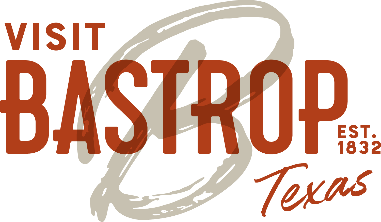 VISIT
B
BASTROP
EST.
1832
Texas